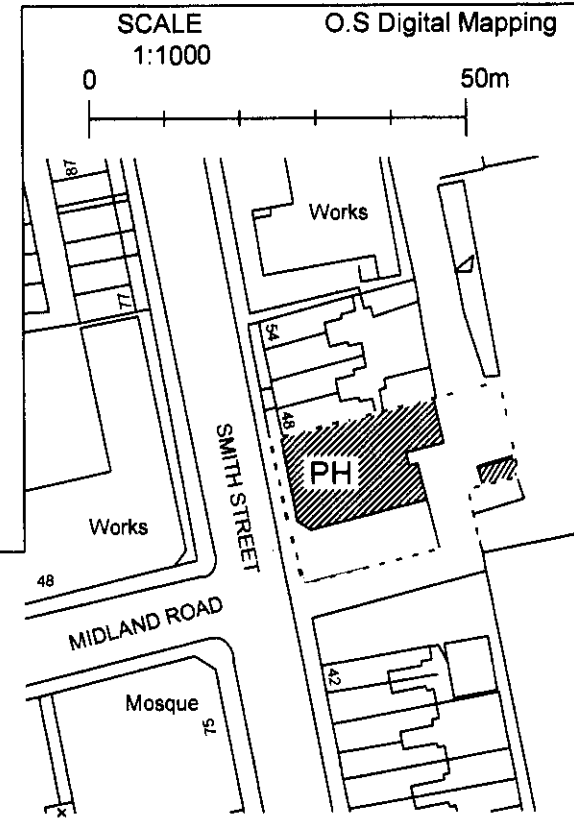 SCALE
1:1000
O.S Digital Mapping
0
50m
78
Works
77
54
48
PH
SMITH STREET
Works
48
MIDLAND ROAD
42
Mosque
75